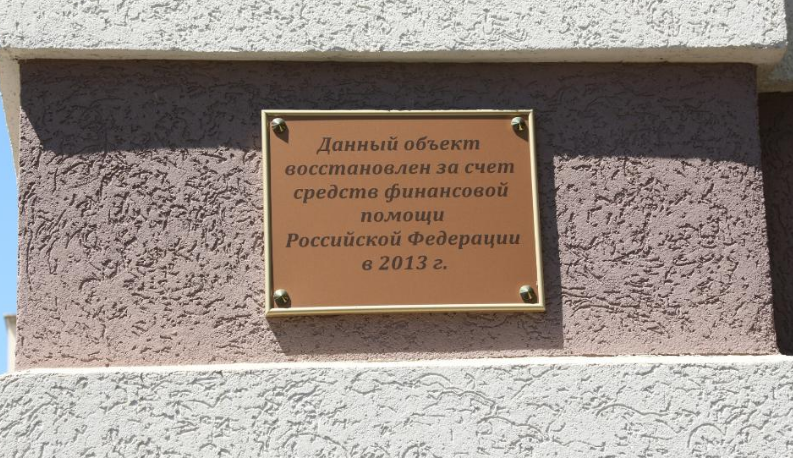 Данный объект
восстановлен за счет
средств финансовой
помощи
Российской Федерации
в 2013 г.